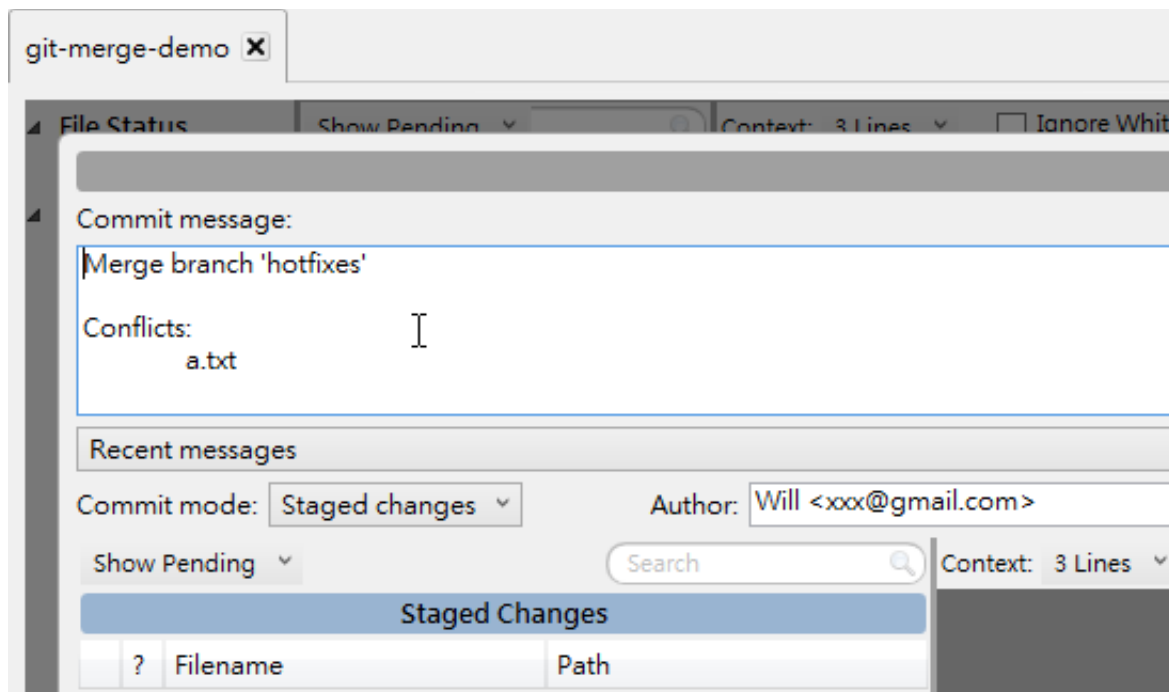 git-merge-demo
File Status Show Pending Context: 3 Lines Ignore Whit
Commit message:
Merge branch 'hotfixes'
Conflicts:
a.txt
Recent messages
Commit mode: Staged changes Author: Will <xxx@gmail.com>
Show Pending Search Context: 3 Lines
Staged Changes
? Filename Path